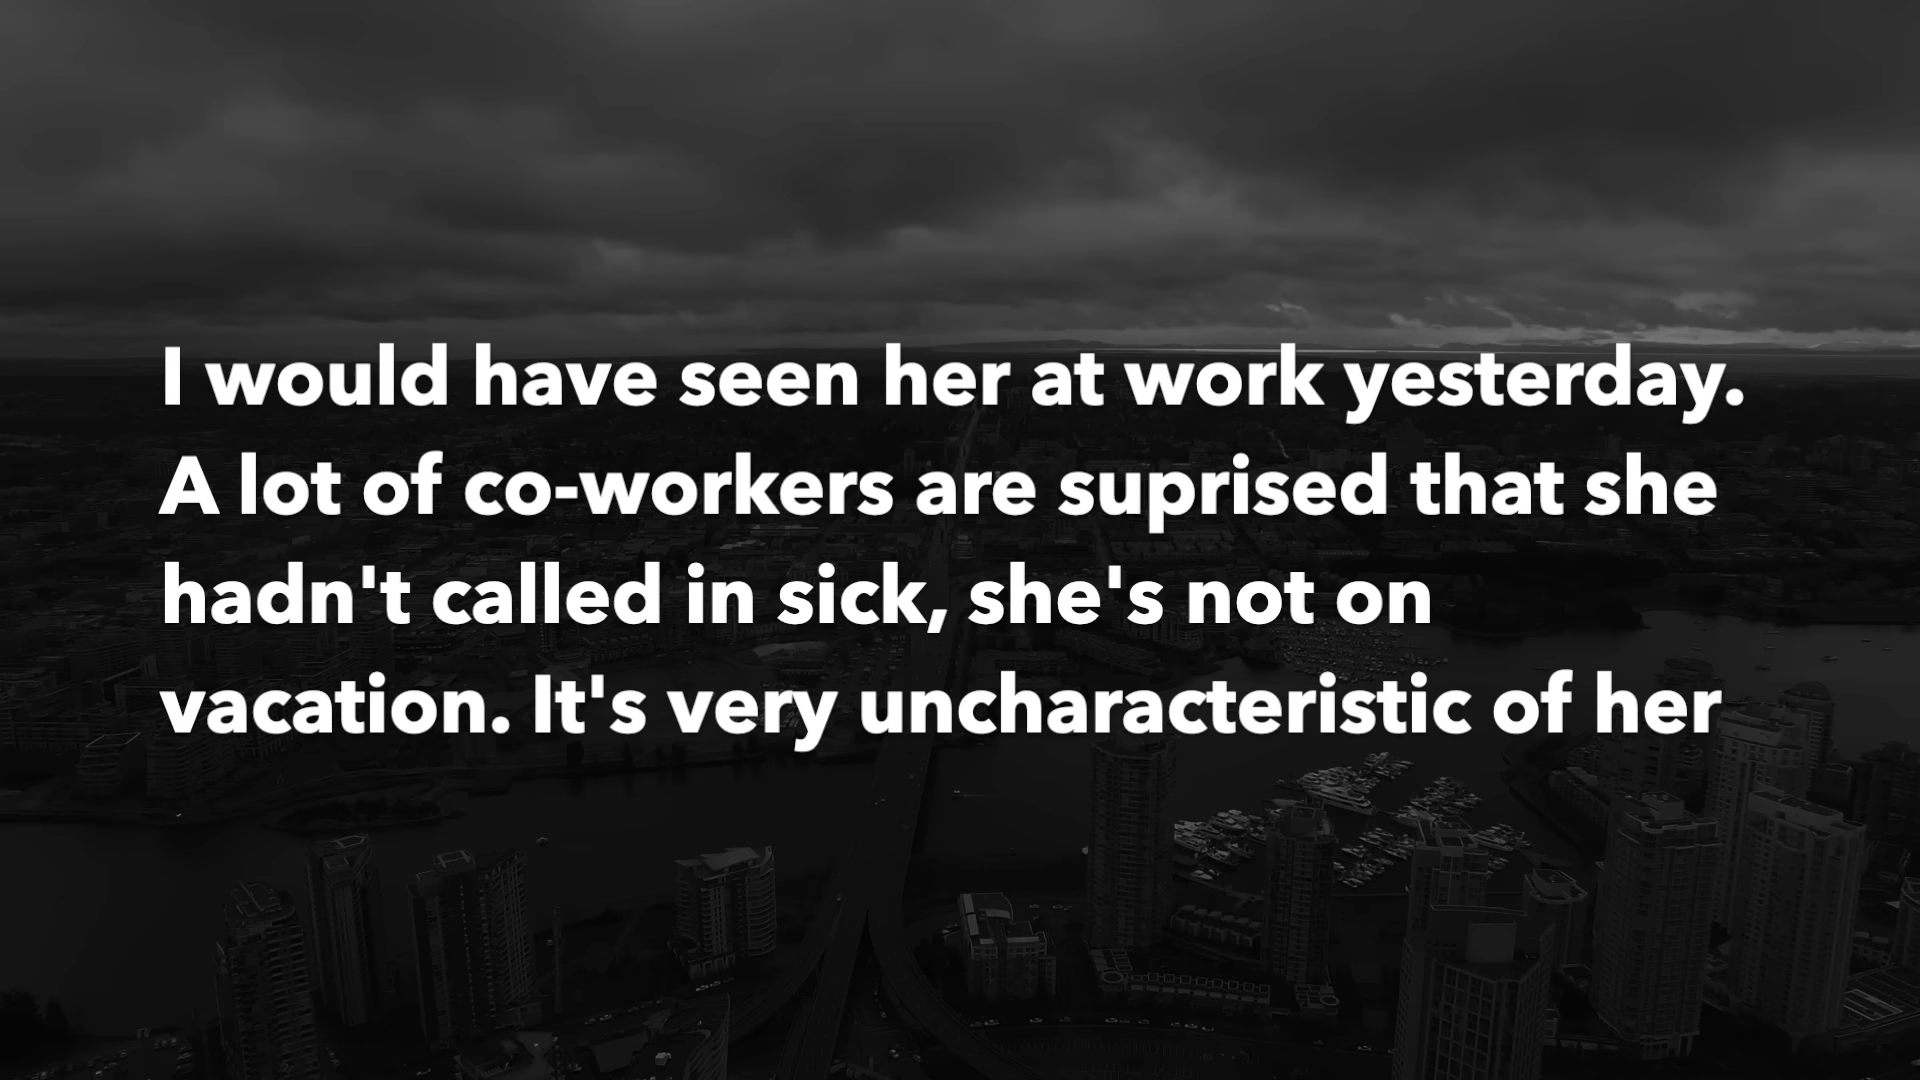 I would have seen her at work yesterday.
A lot of co-workers are suprised that she
hadn't called in sick, she's not on
vacation. It's very uncharacteristic of her